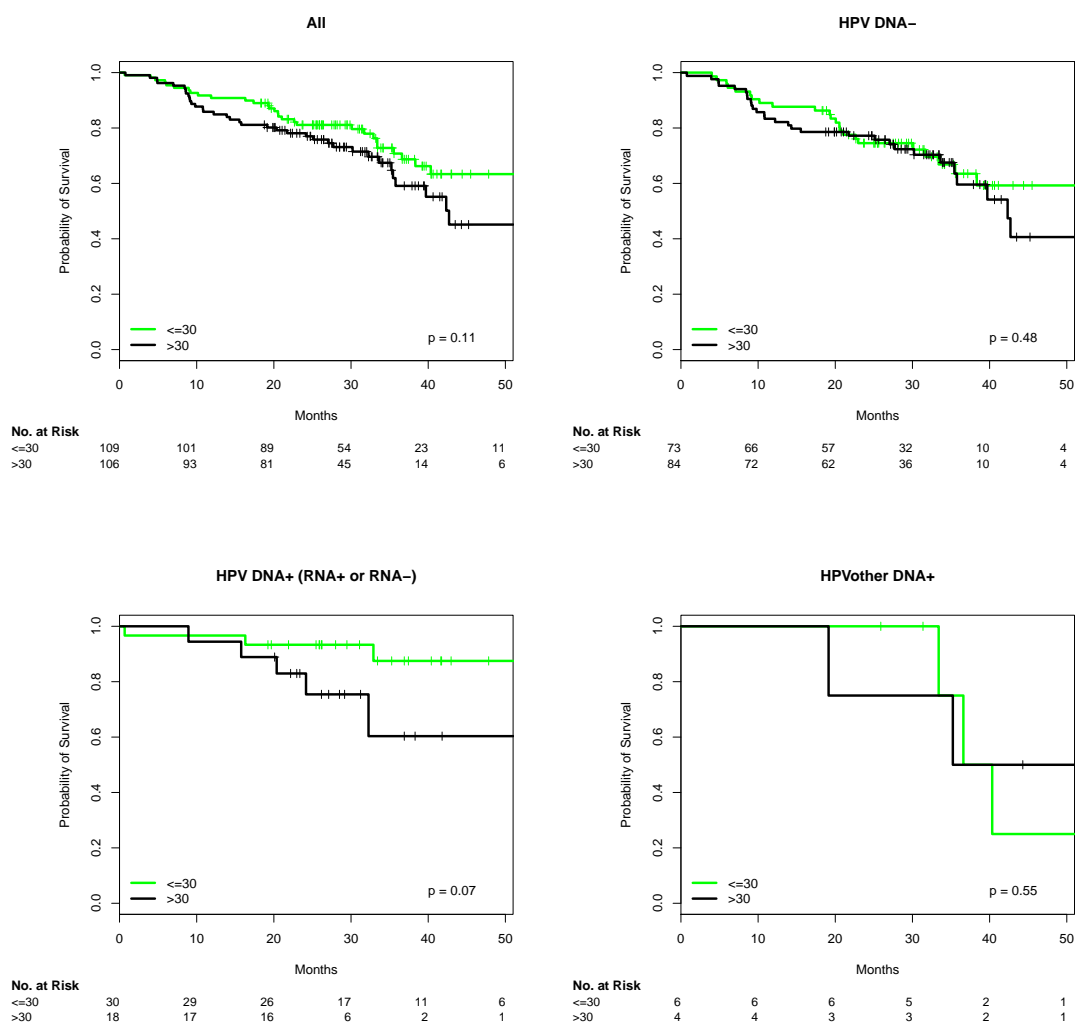 All
Probability of Survival
1.0
0.8
0.6
0.4
0.2
0.0
<=30
>30
p = 0.11
0 10 20 30 40 50
Months
No. at Risk
<=30 109 101 89 54 23 11
>30 106 93 81 45 14 6
HPV DNA−
Probability of Survival
1.0
0.8
0.6
0.4
0.2
0.0
<=30
>30
p = 0.48
0 10 20 30 40 50
Months
No. at Risk
<=30 73 66 57 32 10 4
>30 84 72 62 36 10 4
HPV DNA+ (RNA+ or RNA−)
Probability of Survival
1.0
0.8
0.6
0.4
0.2
0.0
<=30
>30
p = 0.07
0 10 20 30 40 50
Months
No. at Risk
<=30 30 29 26 17 11 6
>30 18 17 16 6 2 1
HPVother DNA+
Probability of Survival
1.0
0.8
0.6
0.4
0.2
0.0
<=30
>30
p = 0.55
0 10 20 30 40 50
Months
No. at Risk
<=30 6 6 6 5 2 1
>30 4 4 3 3 2 1